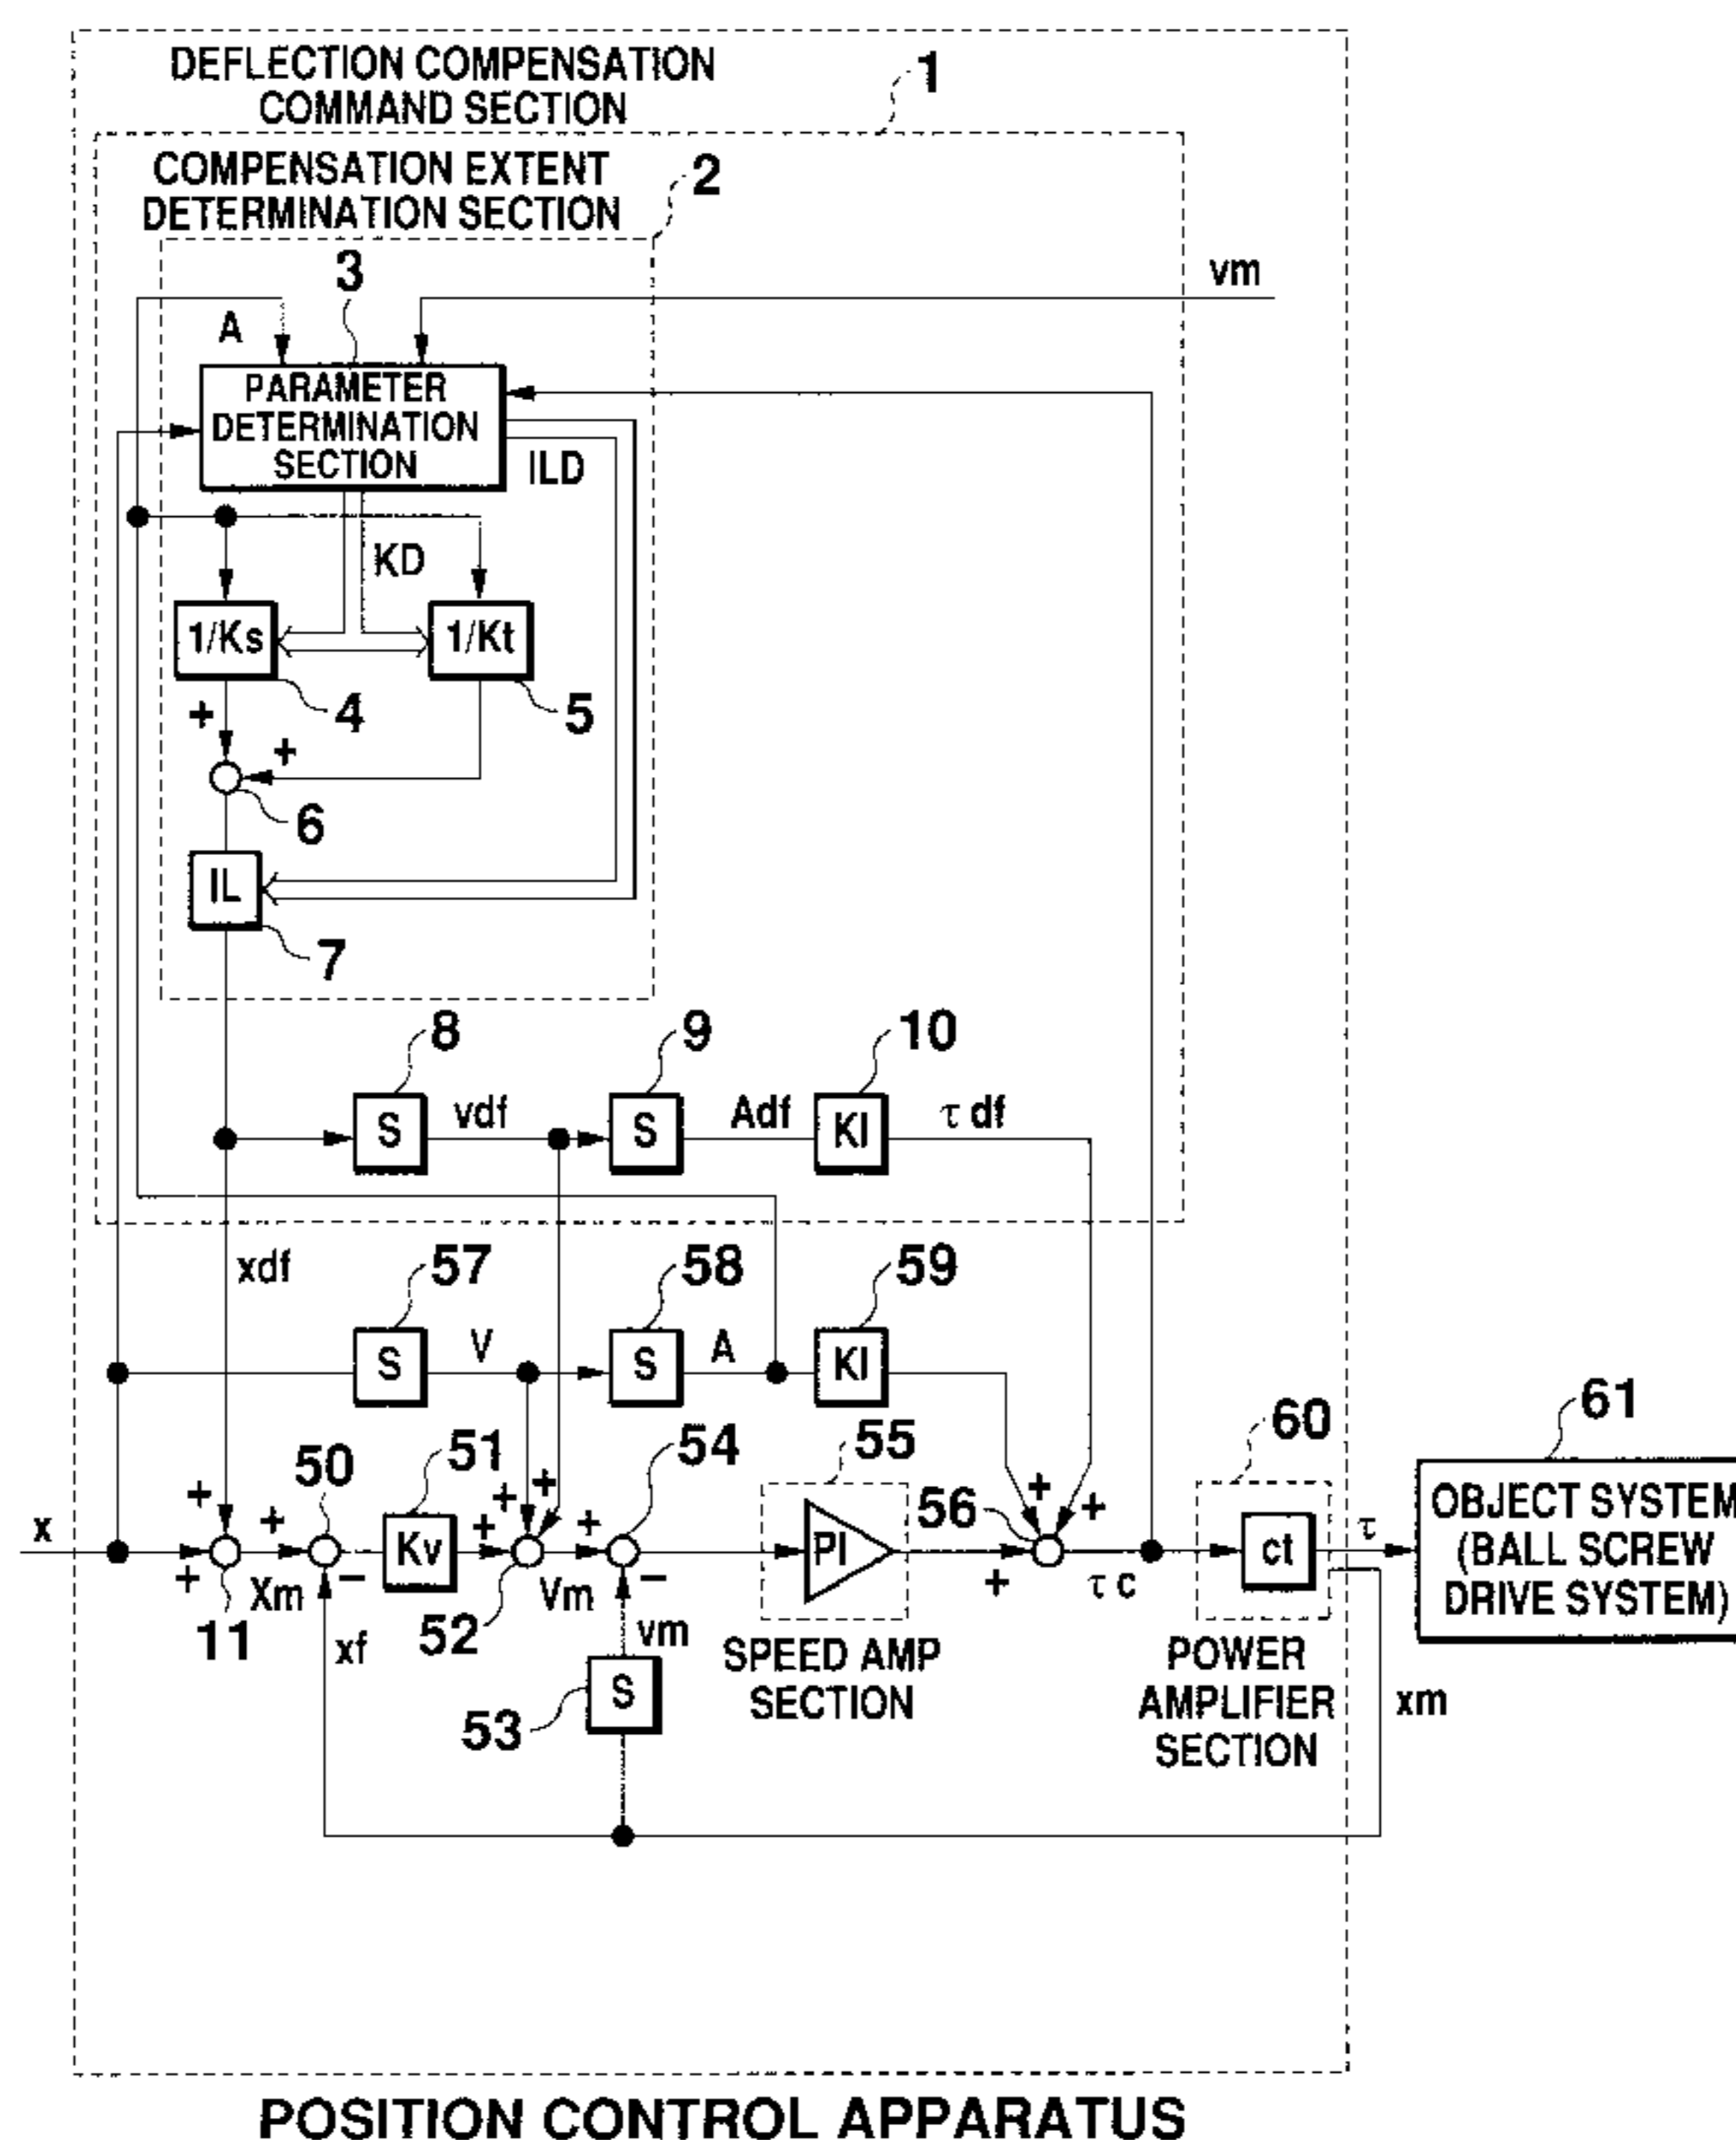 DEFLECTION COMPENSATION
COMMAND SECTION
1
COMPENSATION EXTENT
DETERMINATION SECTION
2
3
vm
A
PARAMETER
DETERMINATION
SECTION
ILD
KD
1/Ks
1/Kt
+
4
5
+
6
IL
7
8
9
10
S
vdf
S
Adf
KI
τ df
xdf
57
58
59
S
V
S
A
KI
50
51
54
55
56
60
61
x
+
+
+
Kv
+
+
+
+
PI
+
+
ct
τ
OBJECT SYSTEM
(BALL SCREW
DRIVE SYSTEM)
+
11
Xm
−
xf
52
Vm
−
vm
+
τ c
SPEED AMP
SECTION
POWER
AMPLIFIER
SECTION
xm
53
S
POSITION CONTROL APPARATUS